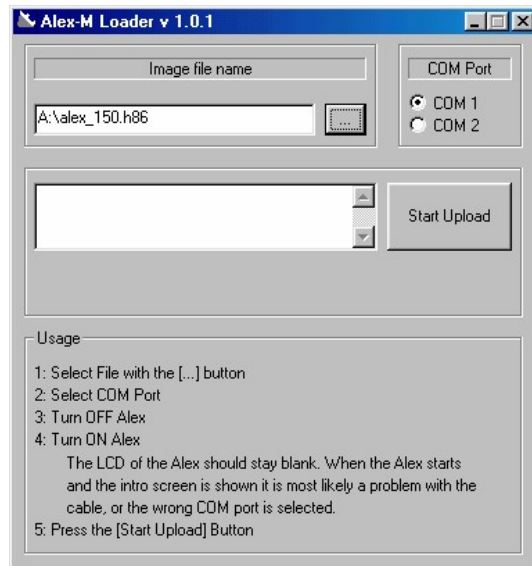 Alex-M Loader v 1.0.1
Image file name
COM Port
A:\alex_150.h86
...
COM 1
COM 2
Start Upload
Usage
1: Select File with the [...] button
2: Select COM Port
3: Turn OFF Alex
4: Turn ON Alex
The LCD of the Alex should stay blank. When the Alex starts
and the intro screen is shown it is most likely a problem with the
cable, or the wrong COM port is selected.
5: Press the [Start Upload] Button